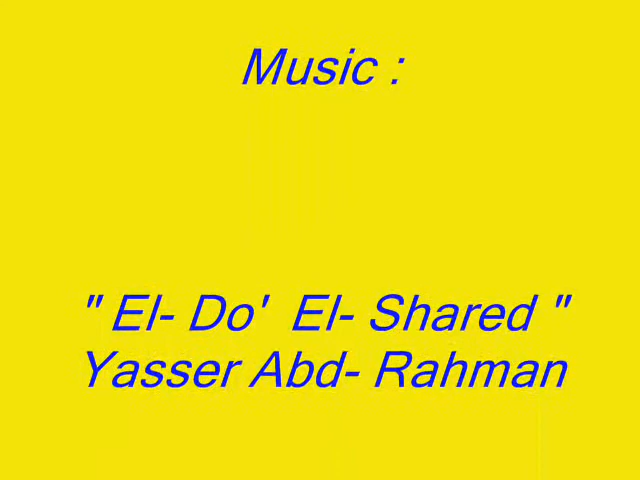 Music :
" El- Do'  El- Shared "
Yasser Abd- Rahman